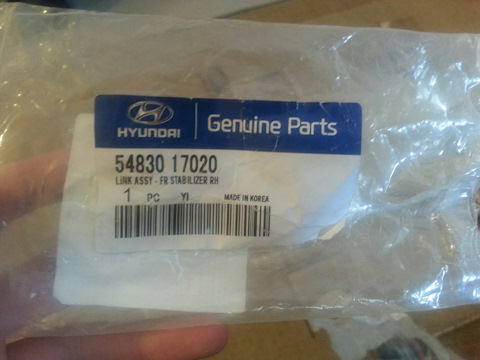 HYUNDAI
Genuine Parts
54830 17020
LINK ASSY - FR STABILIZER RH
1 PC YI MADE IN KOREA